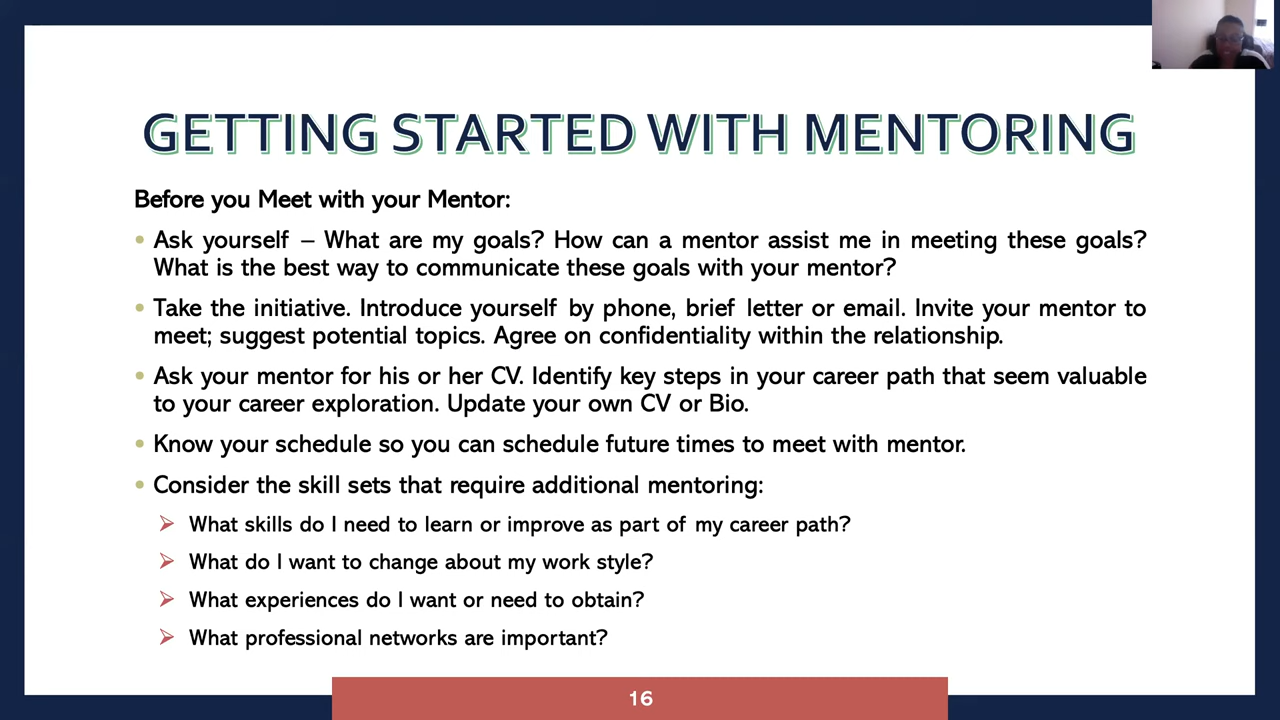 GETTING STARTED WITH MENTORING
Before you Meet with your Mentor:
• Ask yourself – What are my goals? How can a mentor assist me in meeting these goals?
What is the best way to communicate these goals with your mentor?
• Take the initiative. Introduce yourself by phone, brief letter or email. Invite your mentor to
meet; suggest potential topics. Agree on confidentiality within the relationship.
• Ask your mentor for his or her CV. Identify key steps in your career path that seem valuable
to your career exploration. Update your own CV or Bio.
• Know your schedule so you can schedule future times to meet with mentor.
• Consider the skill sets that require additional mentoring:
➢ What skills do I need to learn or improve as part of my career path?
➢ What do I want to change about my work style?
➢ What experiences do I want or need to obtain?
➢ What professional networks are important?
16